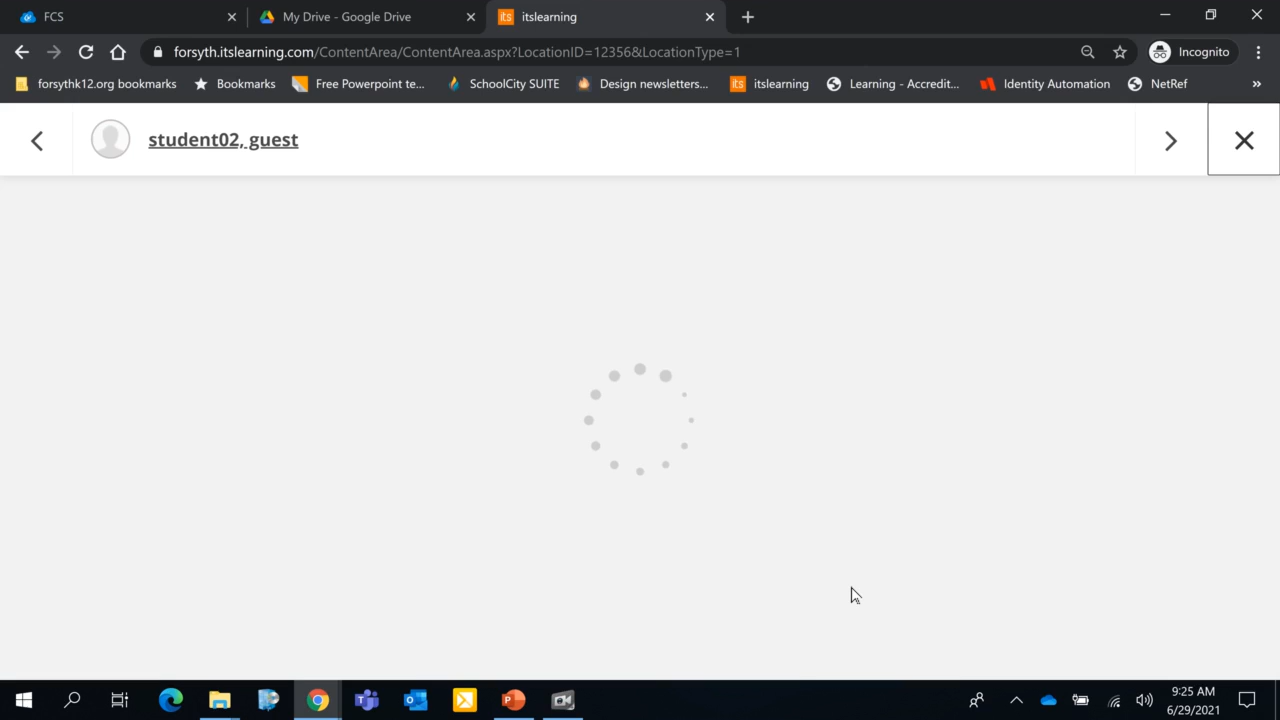 FCS
My Drive - Google Drive
its itslearning
forsyth.itslearning.com/ContentArea/ContentArea.aspx?LocationID=12356&LocationType=1
Incognito
forsythk12.org bookmarks
Bookmarks
Free Powerpoint te...
SchoolCity SUITE
Design newsletters...
its itslearning
Learning - Accredit...
Identity Automation
NetRef
»
student02, guest
9:25 AM
6/29/2021